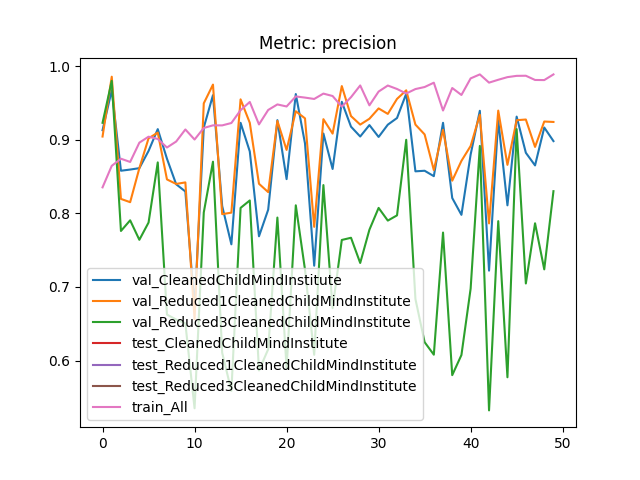 Metric: precision
1.0
0.9
0.8
0.7
0.6
val_CleanedChildMindInstitute
val_Reduced1CleanedChildMindInstitute
val_Reduced3CleanedChildMindInstitute
test_CleanedChildMindInstitute
test_Reduced1CleanedChildMindInstitute
test_Reduced3CleanedChildMindInstitute
train_All
0 10 20 30 40 50